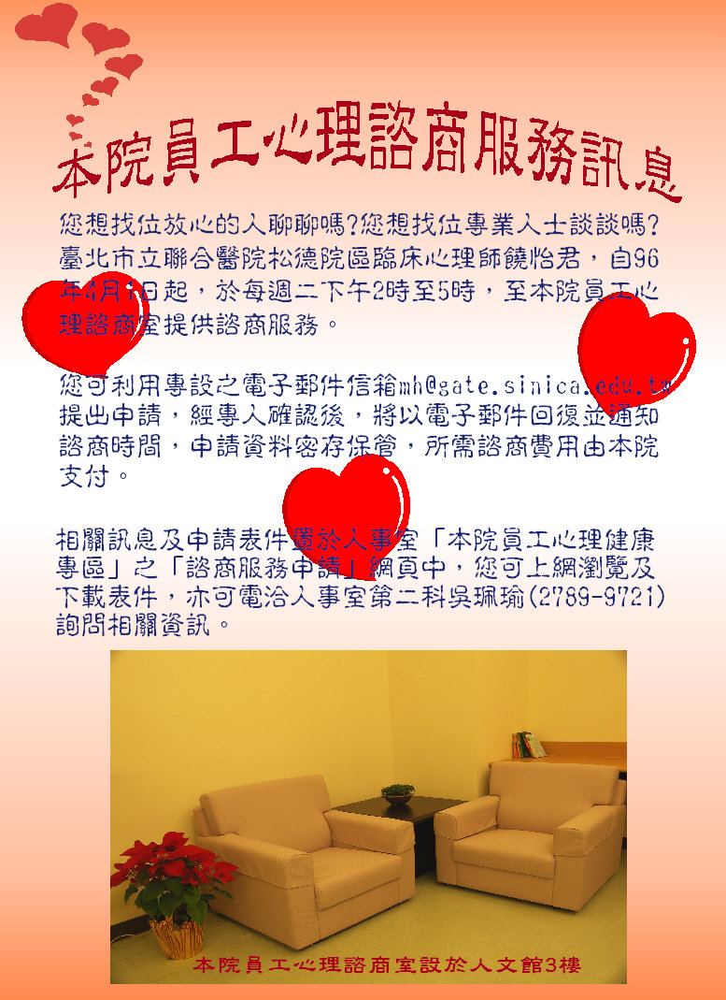 本院員工心理諮商服務訊息
您想找位放心的人聊聊嗎?您想找位專業人士談談嗎?
臺北市立聯合醫院松德院區臨床心理師饒怡君，自96
年4月1日起，於每週二下午2時至5時，至本院員工心
理諮商室提供諮商服務。
您可利用專設之電子郵件信箱mh@gate.sinica.edu.tw
提出申請，經專人確認後，將以電子郵件回復並通知
諮商時間，申請資料密存保管，所需諮商費用由本院
支付。
相關訊息及申請表件置於人事室「本院員工心理健康
專區」之「諮商服務申請」網頁中，您可上網瀏覽及
下載表件，亦可電洽人事室第二科吳珮瑜(2789-9721)
詢問相關資訊。
本院員工心理諮商室設於人文館3樓